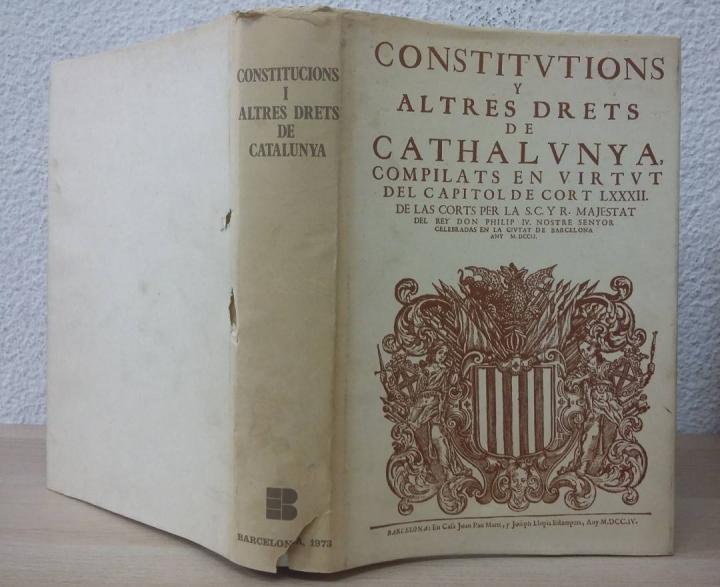 CONSTITUCIONS
I
ALTRES DRETS
DE
CATALUNYA
BARCELONA, 1973
CONSTITVTIONS
Y
ALTRES DRETS
DE
CATHALVNYA,
COMPILATS EN VIRTVT
DEL CAPITOL DE CORT LXXXII.
DE LAS CORTS PER LA S.C.Y R. MAJESTAT
DEL REY DON PHILIP IV. NOSTRE SENYOR
CELEBRADAS EN LA CIVTAT DE BARCELONA
ANY M.DCCII.
BARCELONA: En Casa Joan Pau Martí, y Joseph Llopis Estampers, Any M.DCC.IV.